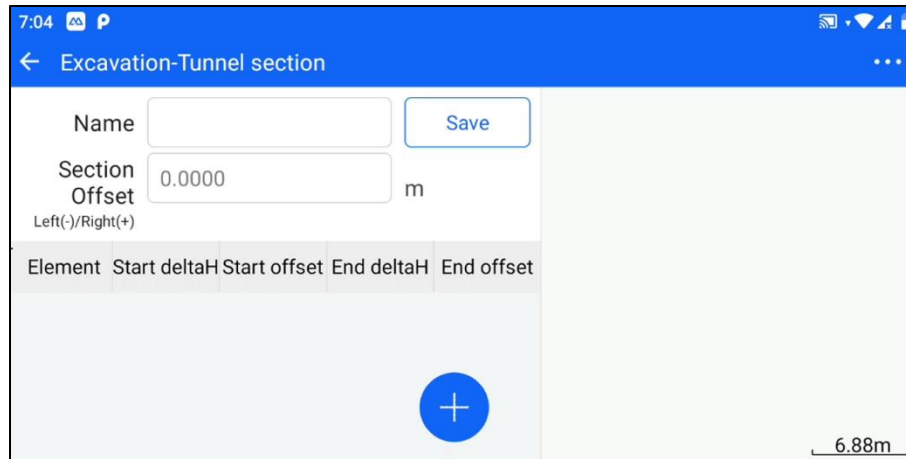 7:04
Excavation-Tunnel section
Name
Save
Section
Offset
0.0000
m
Left(-)/Right(+)
Element Start deltaH Start offset End deltaH End offset
6.88m